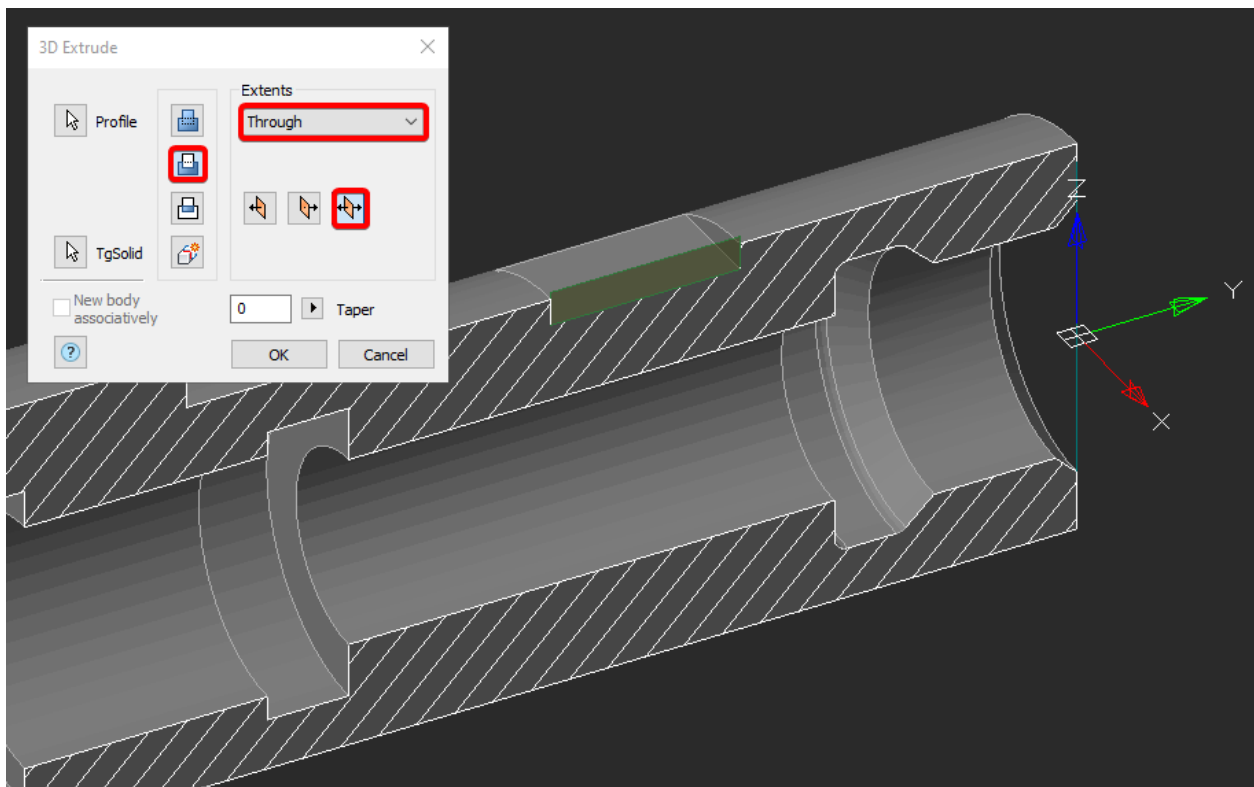 3D Extrude
Extents
Profile
Through
TgSolid
New body
associatively
0
Taper
?
OK
Cancel
Z
Y
X